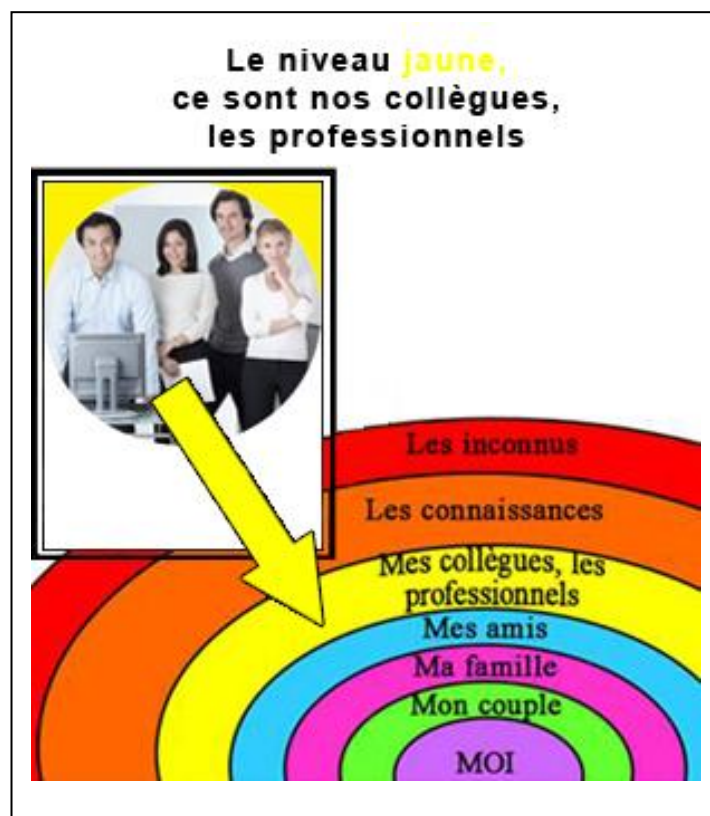 Le niveau jaune,
ce sont nos collègues,
les professionnels
Les inconnus
Les connaissances
Mes collègues, les
professionnels
Mes amis
Ma famille
Mon couple
MOI